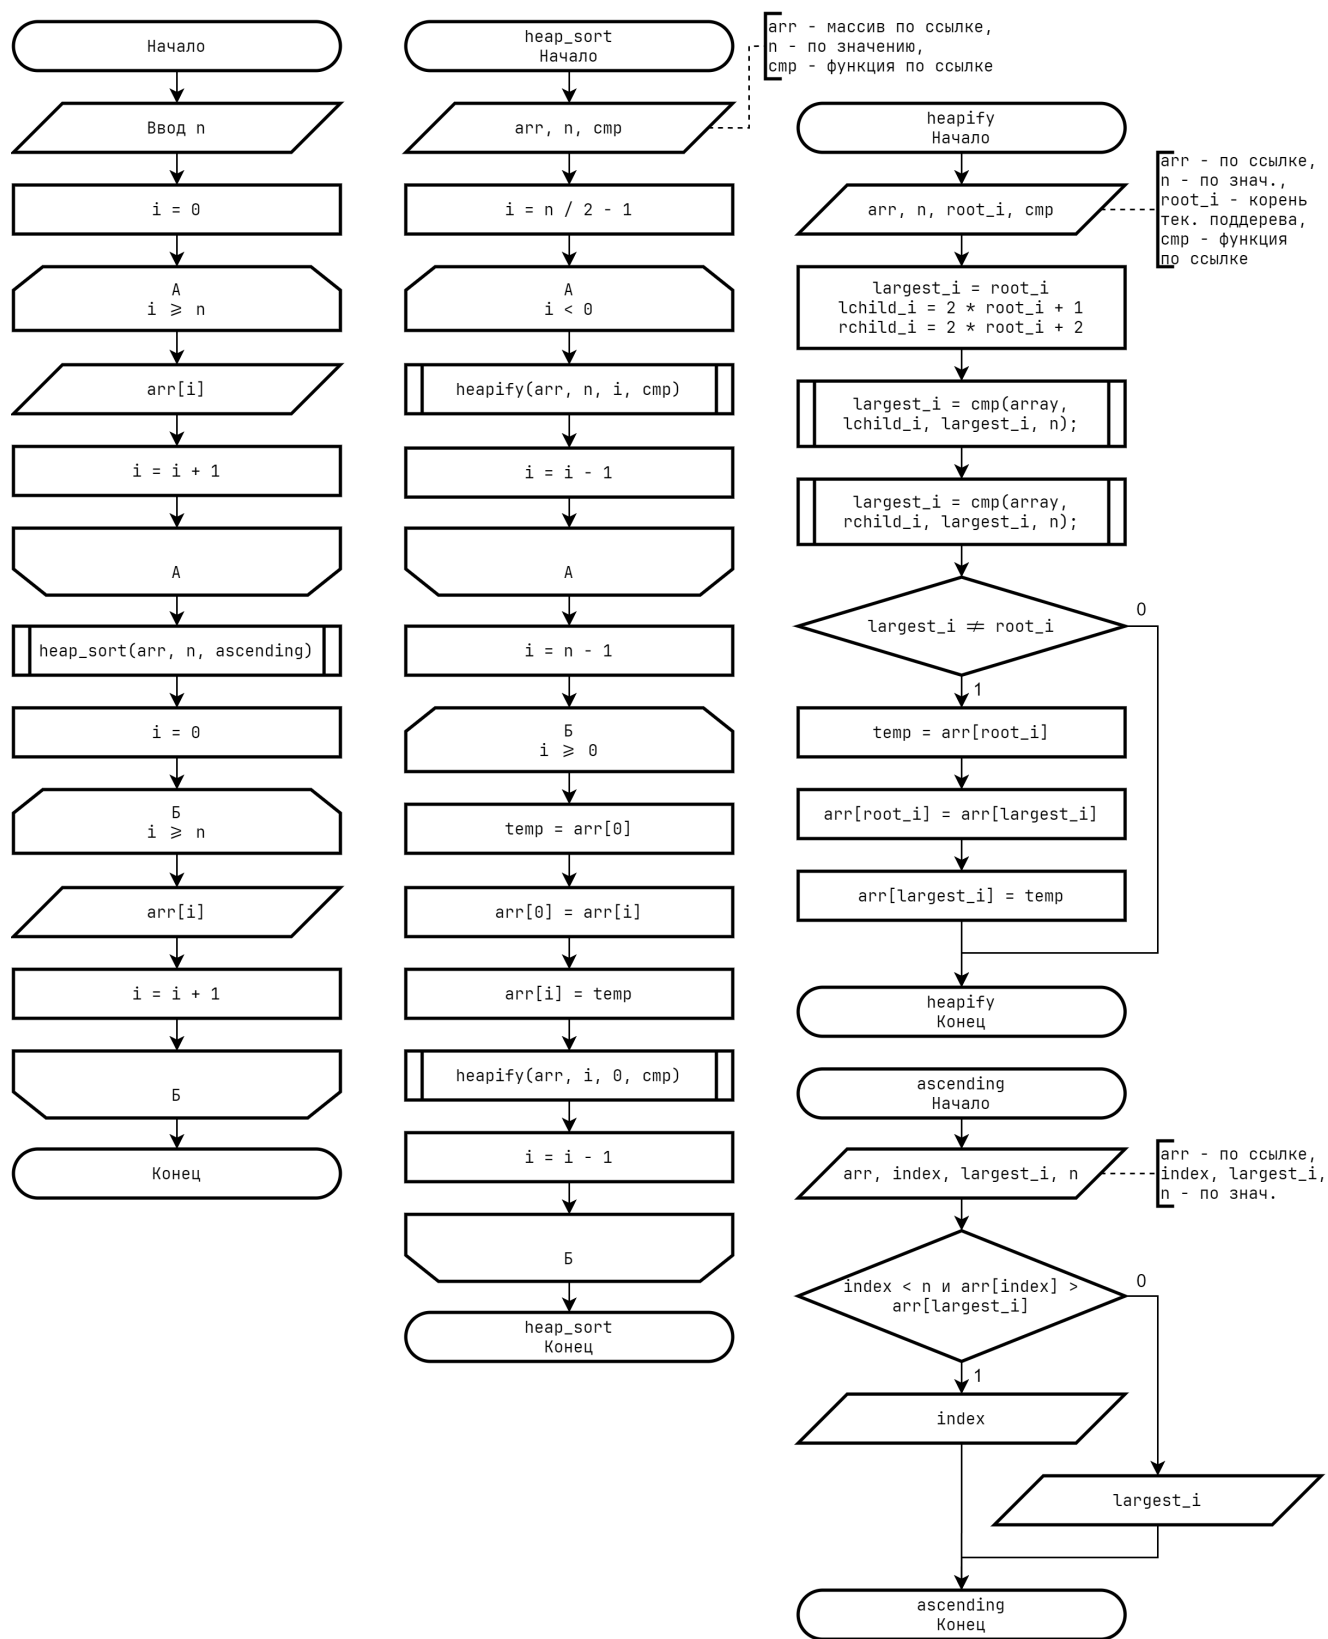 Начало
Ввод n
i = 0
А
i ⩾ n
arr[i]
i = i + 1
А
heap_sort(arr, n, ascending)
i = 0
Б
i ⩾ n
arr[i]
i = i + 1
Б
Конец
heap_sort
Начало
arr - массив по ссылке,
n - по значению,
cmp - функция по ссылке
arr, n, cmp
i = n / 2 - 1
А
i < 0
heapify(arr, n, i, cmp)
i = i - 1
А
i = n - 1
Б
i ⩾ 0
temp = arr[0]
arr[0] = arr[i]
arr[i] = temp
heapify(arr, i, 0, cmp)
i = i - 1
Б
heap_sort
Конец
heapify
Начало
arr - по ссылке,
n - по знач.,
root_i - корень
тек. поддерева,
cmp - функция
по ссылке
arr, n, root_i, cmp
largest_i = root_i
lchild_i = 2 * root_i + 1
rchild_i = 2 * root_i + 2
largest_i = cmp(array,
lchild_i, largest_i, n);
largest_i = cmp(array,
rchild_i, largest_i, n);
largest_i ≠ root_i
0
1
temp = arr[root_i]
arr[root_i] = arr[largest_i]
arr[largest_i] = temp
heapify
Конец
ascending
Начало
arr - по ссылке,
index, largest_i,
n - по знач.
arr, index, largest_i, n
index < n и arr[index] >
arr[largest_i]
0
1
index
largest_i
ascending
Конец